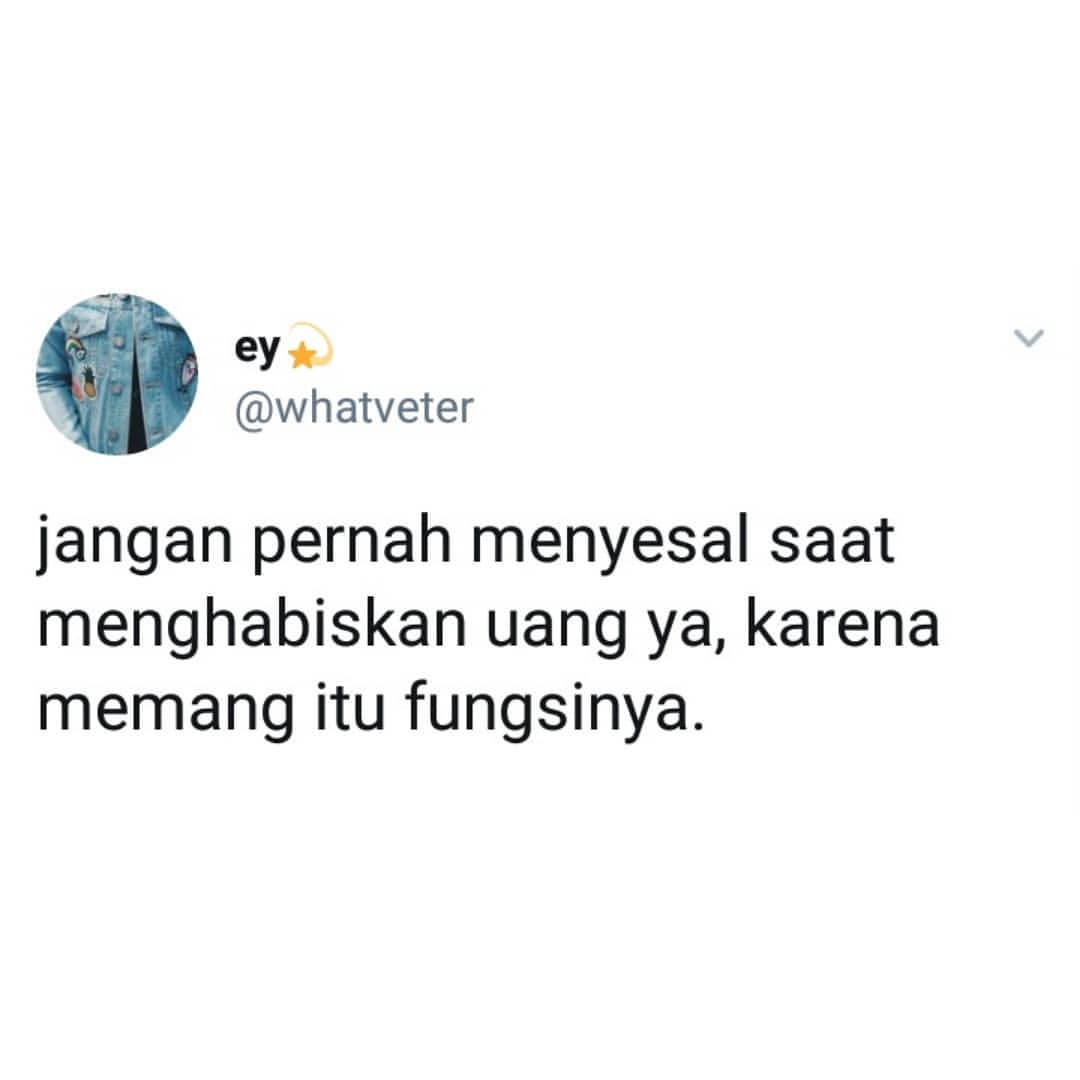 ey💫
@whatveter
jangan pernah menyesal saat
menghabiskan uang ya, karena
memang itu fungsinya.